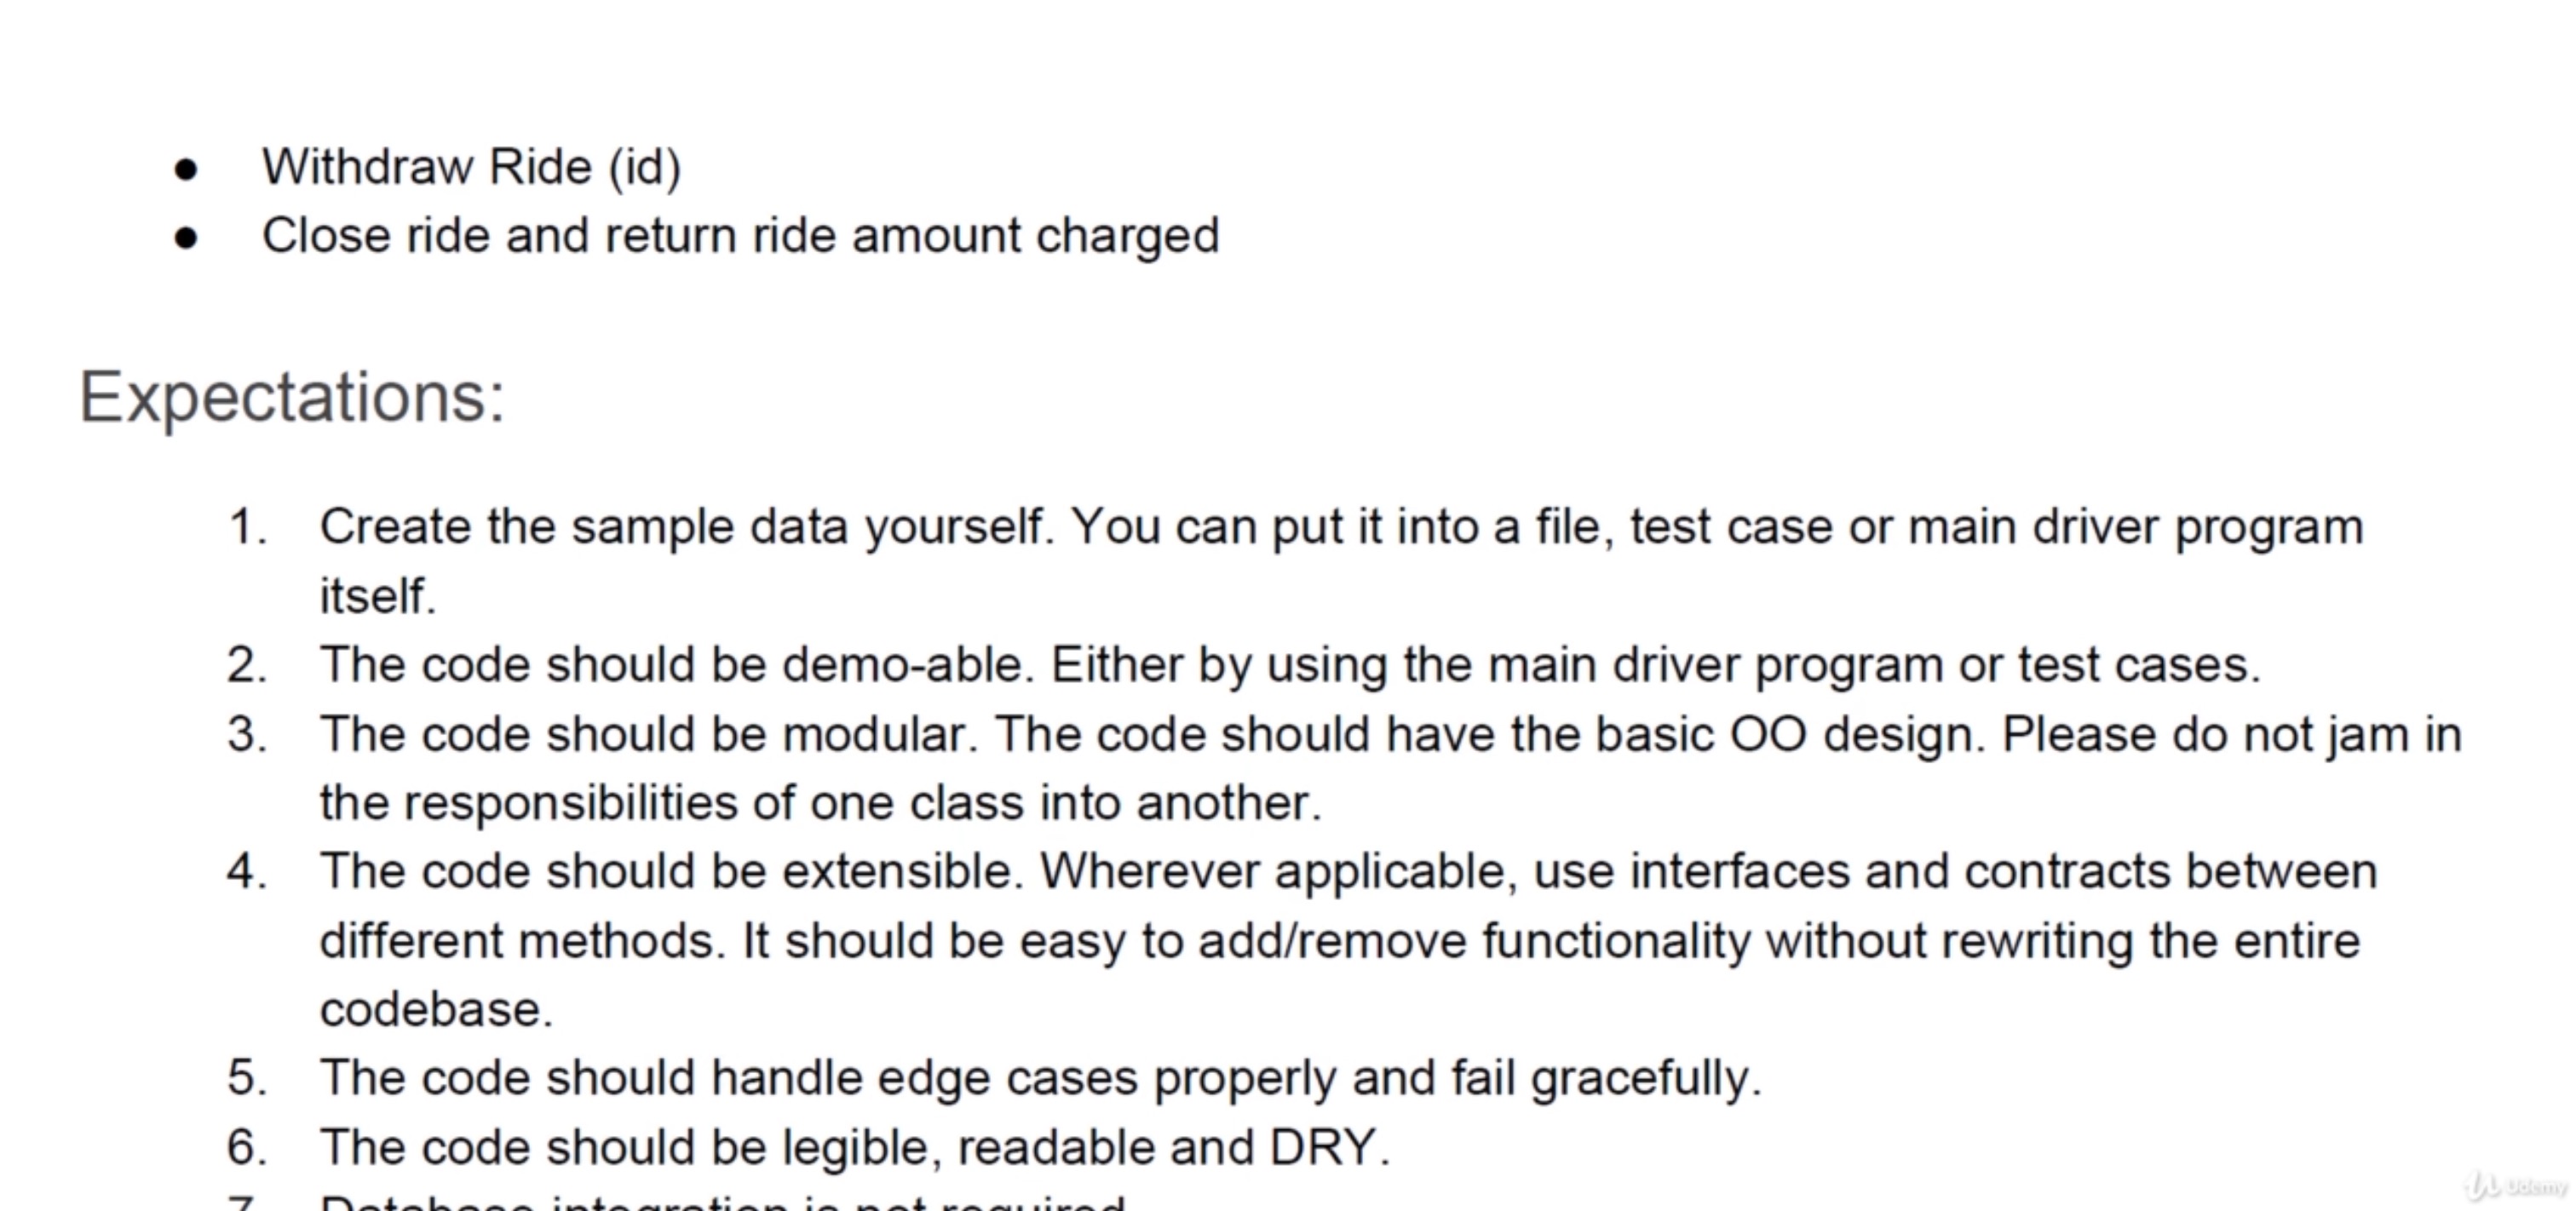 ● Withdraw Ride (id)
● Close ride and return ride amount charged
Expectations:
1. Create the sample data yourself. You can put it into a file, test case or main driver program
itself.
2. The code should be demo-able. Either by using the main driver program or test cases.
3. The code should be modular. The code should have the basic OO design. Please do not jam in
the responsibilities of one class into another.
4. The code should be extensible. Wherever applicable, use interfaces and contracts between
different methods. It should be easy to add/remove functionality without rewriting the entire
codebase.
5. The code should handle edge cases properly and fail gracefully.
6. The code should be legible, readable and DRY.
7. Database integration is not required
Udemy